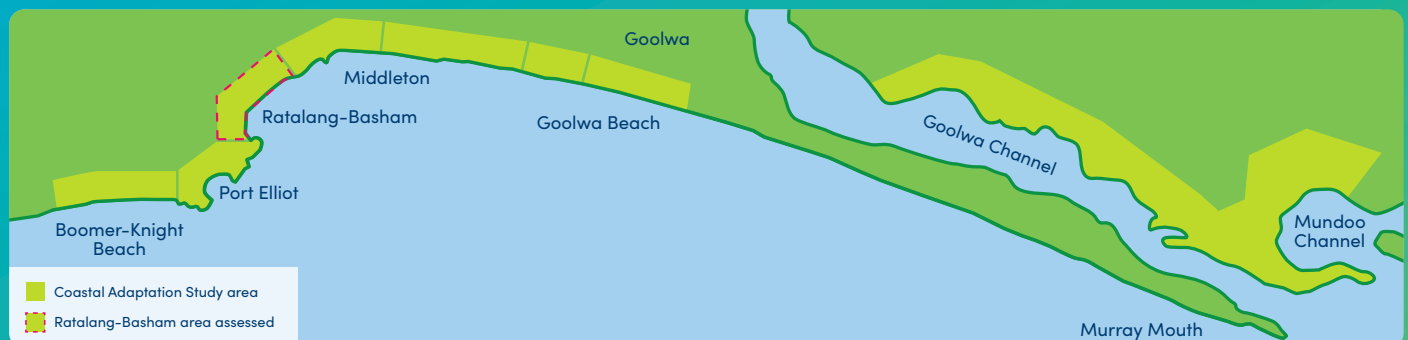 Goolwa
Middleton
Ratalang-Basham
Goolwa Beach
Goolwa Channel
Port Elliot
Boomer-Knight
Beach
Mundoo
Channel
Coastal Adaptation Study area
Ratalang-Basham area assessed
Murray Mouth